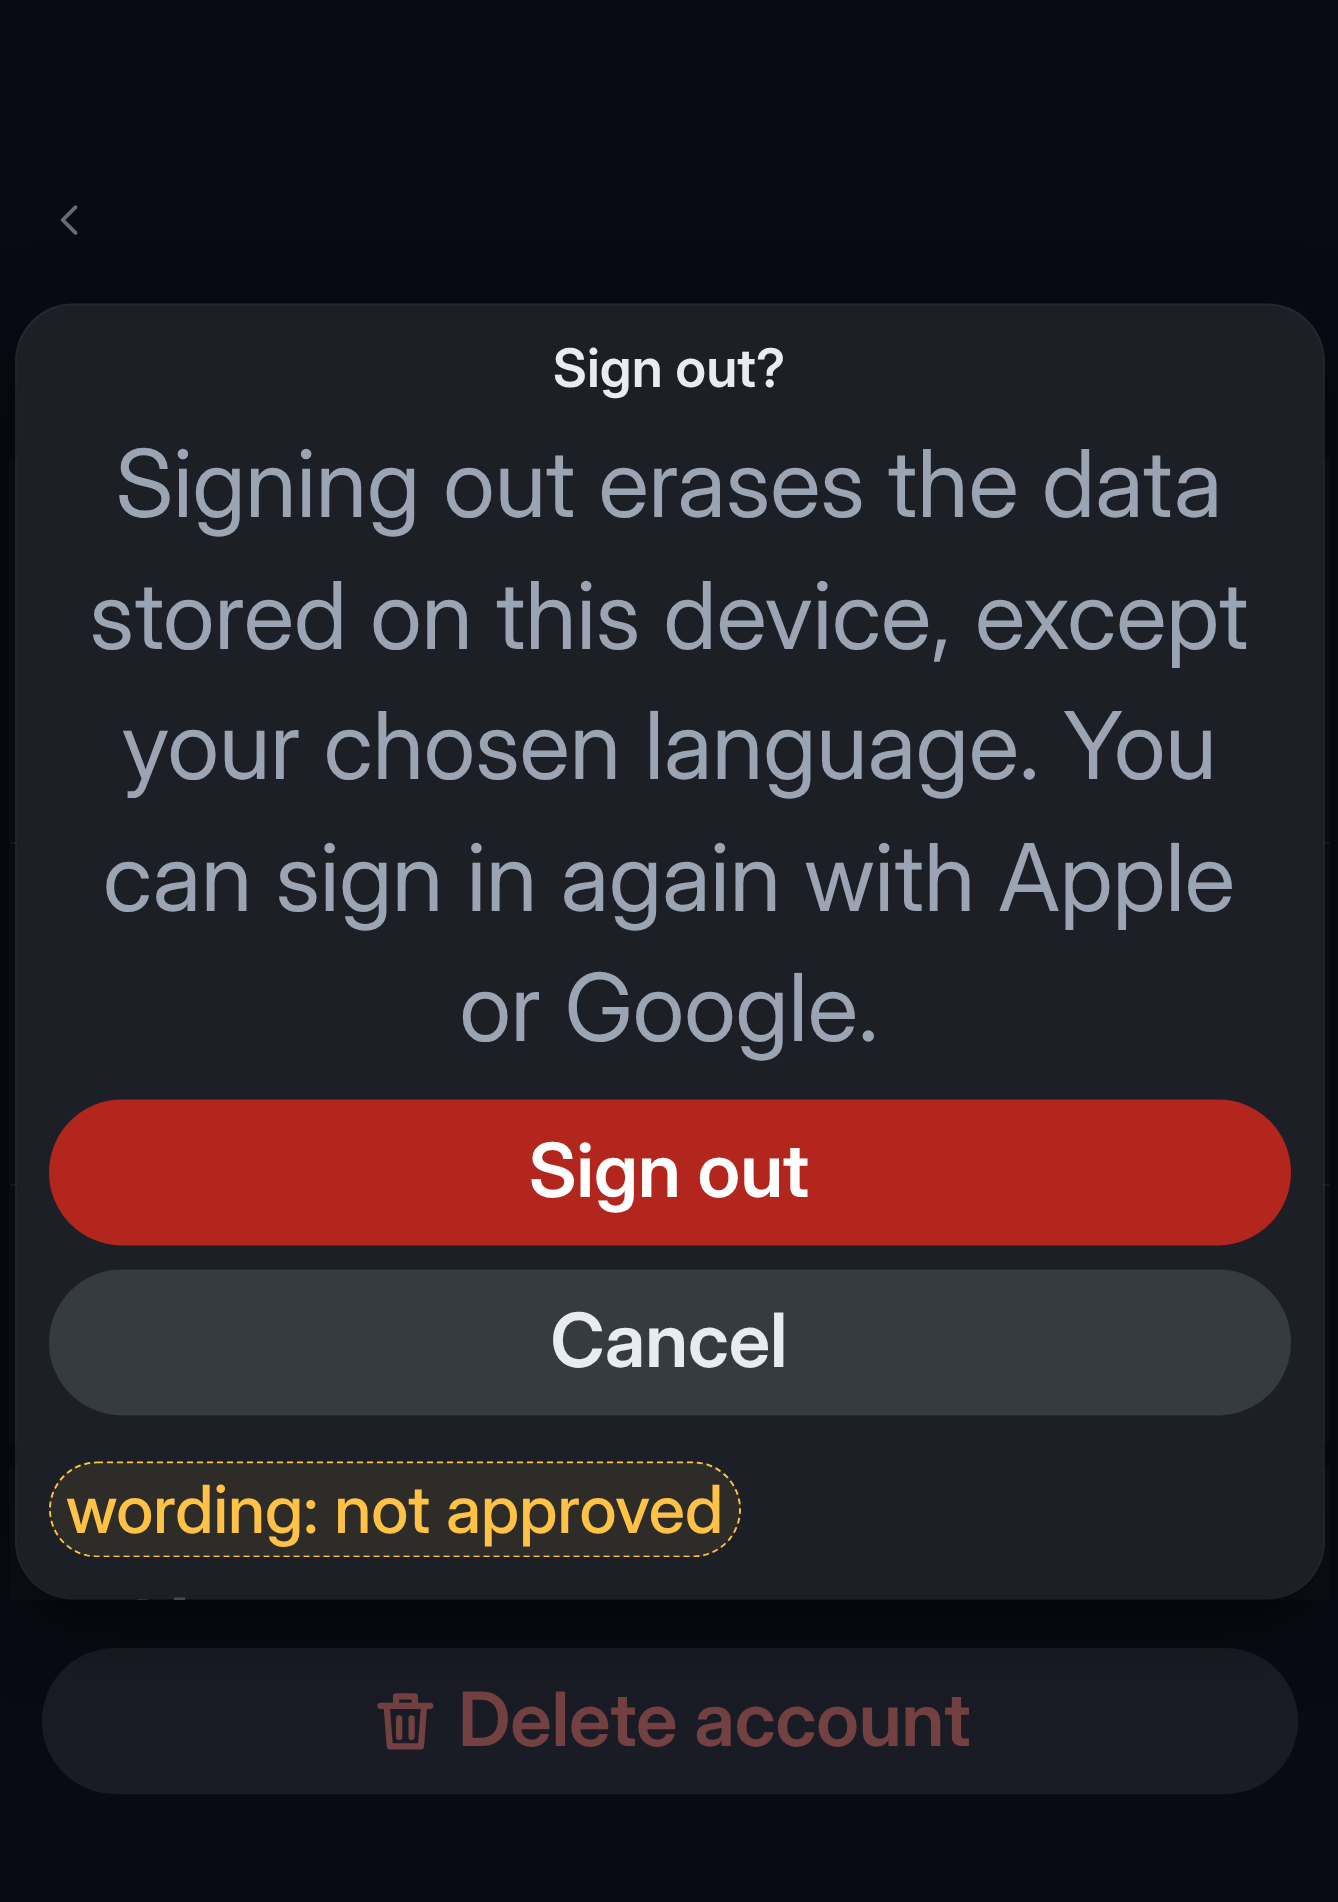 Sign out?
Signing out erases the data
stored on this device, except
your chosen language. You
can sign in again with Apple
or Google.
Sign out
Cancel
wording: not approved
Delete account